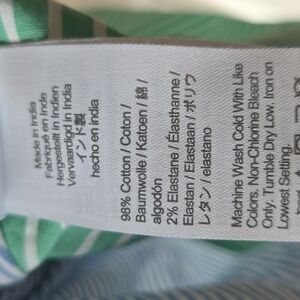 Made in India
Fabriqué en Inde
Hergestellt in Indien
Vervaardigd in India
インド製
hecho en india
98% Cotton / Coton /
Baumwolle / Katoen / 綿 /
algodón
2% Elastane / Élasthanne /
Elastan / Elastaan / ポリウ
レタン / elastano
Machine Wash Cold With Like
Colors. Non-Chlorine Bleach
Only. Tumble Dry Low. Iron on
Lowest Setting.